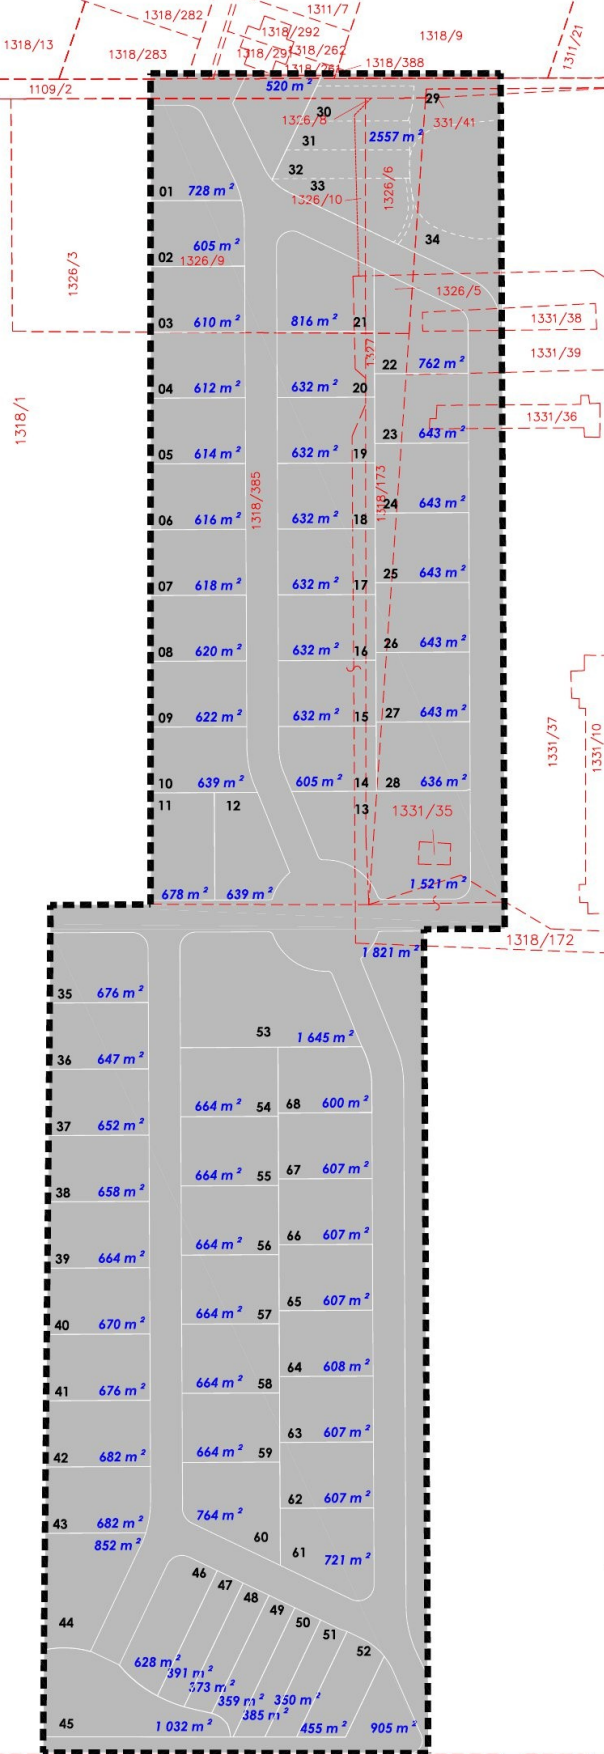 1318/282
1311/7
1318/292
1318/13
1318/283
1318/291
1318/262
1318/9
1311/21
1318/388
1109/2
520 m²
29
30
1326/8
331/41
31
2557 m²
32
33
1326/10
1326/6
01 728 m²
34
605 m²
02
1326/9
1326/3
1326/5
03 610 m²
816 m² 21
1331/38
1327
1331/39
22 762 m²
04 612 m²
632 m² 20
1318/1
1331/36
23 643 m²
05 614 m²
632 m² 19
1318/385
1318/173
24 643 m²
06 616 m²
632 m² 18
25 643 m²
07 618 m²
632 m² 17
26 643 m²
08 620 m²
632 m² 16
27 643 m²
09 622 m²
632 m² 15
1331/37
1331/10
10 639 m²
605 m² 14
28 636 m²
11
12
13
1331/35
678 m²
639 m²
1 521 m²
1318/172
1 821 m²
35 676 m²
53 1 645 m²
36 647 m²
664 m² 54
68 600 m²
37 652 m²
664 m² 55
67 607 m²
38 658 m²
664 m² 56
66 607 m²
39 664 m²
664 m² 57
65 607 m²
40 670 m²
664 m² 58
64 608 m²
41 676 m²
664 m² 59
63 607 m²
42 682 m²
62 607 m²
764 m²
43 682 m²
60
852 m²
61 721 m²
46
47
48
49
50
51
52
44
628 m²
391 m²
373 m²
359 m²
385 m²
350 m²
455 m²
905 m²
45
1 032 m²